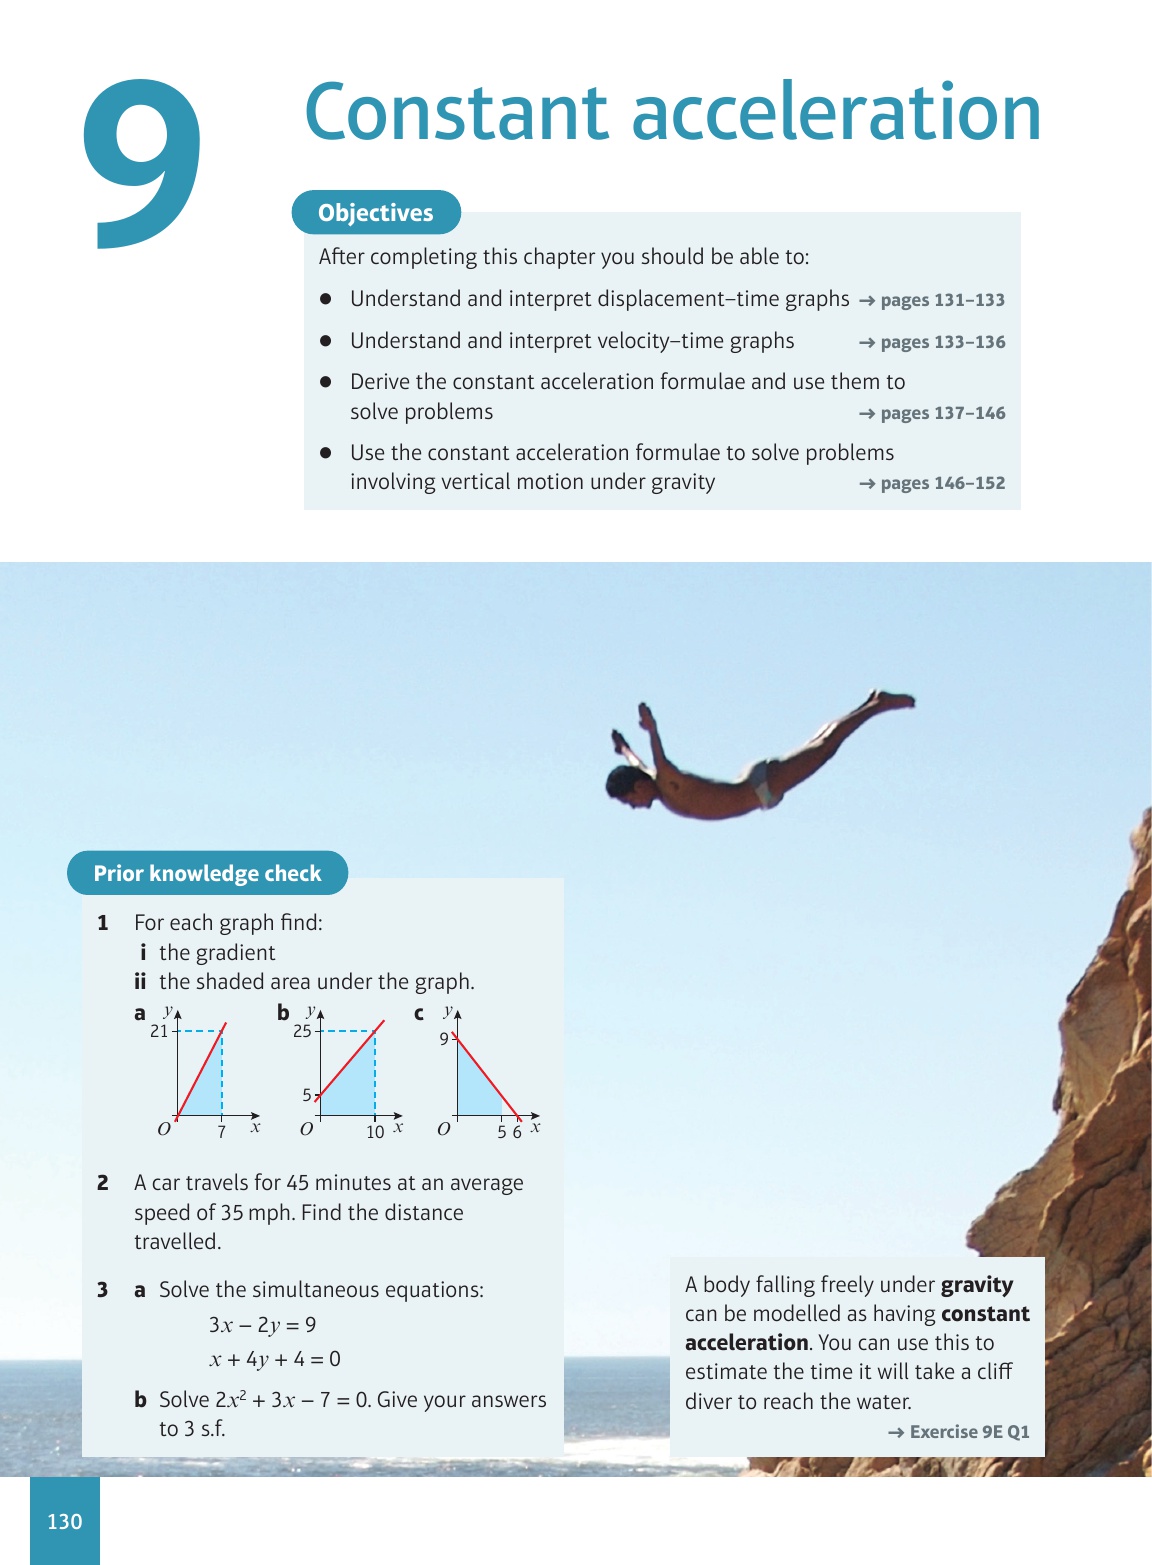 9
Constant acceleration
Objectives
After completing this chapter you should be able to:
● Understand and interpret displacement–time graphs → pages 131–133
● Understand and interpret velocity–time graphs → pages 133–136
● Derive the constant acceleration formulae and use them to
solve problems → pages 137–146
● Use the constant acceleration formulae to solve problems
involving vertical motion under gravity → pages 146–152
Prior knowledge check
1 For each graph find:
i the gradient
ii the shaded area under the graph.
a y 21 O 7 x
b y 25 5 O 10 x
c y 9 O 5 6 x
2 A car travels for 45 minutes at an average
speed of 35 mph. Find the distance
travelled.
3 a Solve the simultaneous equations:
3x − 2y = 9
x + 4y + 4 = 0
b Solve 2x² + 3x − 7 = 0. Give your answers
to 3 s.f.
A body falling freely under gravity
can be modelled as having constant
acceleration. You can use this to
estimate the time it will take a cliff
diver to reach the water.
→ Exercise 9E Q1
130